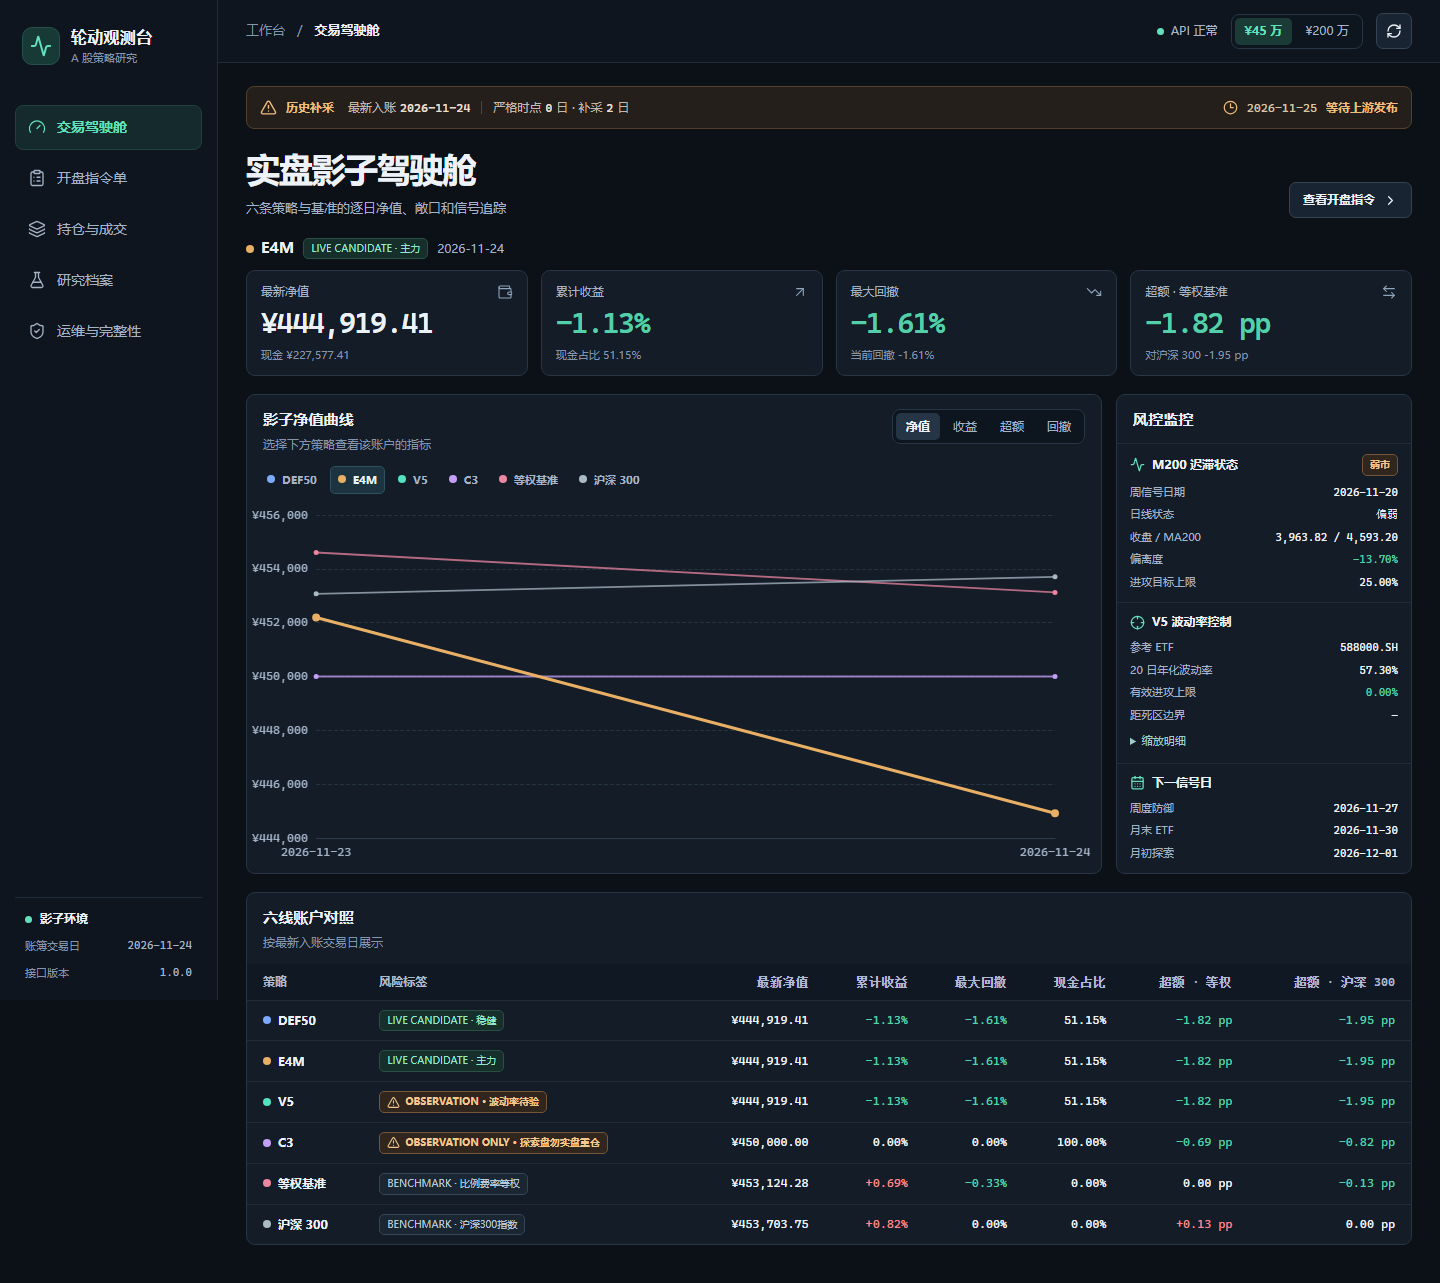 轮动观测台
A 股策略研究
交易驾驶舱
开盘指令单
持仓与成交
研究档案
运维与完整性
影子环境
账簿交易日 2026-11-24
接口版本 1.0.0
工作台 / 交易驾驶舱
API 正常 ¥45 万 ¥200 万
历史补采 最新入账 2026-11-24 严格时点 0 日 · 补采 2 日 2026-11-25 等待上游发布
实盘影子驾驶舱
六条策略与基准的逐日净值、敞口和信号追踪
查看开盘指令
E4M LIVE CANDIDATE · 主力 2026-11-24
最新净值
¥444,919.41
现金 ¥227,577.41
累计收益
-1.13%
现金占比 51.15%
最大回撤
-1.61%
当前回撤 -1.61%
超额 · 等权基准
-1.82 pp
对沪深 300 -1.95 pp
影子净值曲线
选择下方策略查看该账户的指标
净值 收益 超额 回撤
DEF50 E4M V5 C3 等权基准 沪深 300
¥456,000
¥454,000
¥452,000
¥450,000
¥448,000
¥446,000
¥444,000
2026-11-23 2026-11-24
风控监控
M200 迟滞状态 弱市
周信号日期 2026-11-20
日线状态 偏弱
收盘 / MA200 3,963.82 / 4,593.20
偏离度 -13.70%
进攻目标上限 25.00%
V5 波动率控制
参考 ETF 588000.SH
20 日年化波动率 57.30%
有效进攻上限 0.00%
距死区边界 —
缩放明细
下一信号日
周度防御 2026-11-27
月末 ETF 2026-11-30
月初探索 2026-12-01
六线账户对照
按最新入账交易日展示
策略 风险标签 最新净值 累计收益 最大回撤 现金占比 超额 · 等权 超额 · 沪深 300
DEF50 LIVE CANDIDATE · 稳健 ¥444,919.41 -1.13% -1.61% 51.15% -1.82 pp -1.95 pp
E4M LIVE CANDIDATE · 主力 ¥444,919.41 -1.13% -1.61% 51.15% -1.82 pp -1.95 pp
V5 OBSERVATION • 波动率待验 ¥444,919.41 -1.13% -1.61% 51.15% -1.82 pp -1.95 pp
C3 OBSERVATION ONLY • 探索盘勿实盘重仓 ¥450,000.00 0.00% 0.00% 100.00% -0.69 pp -0.82 pp
等权基准 BENCHMARK · 比例费率等权 ¥453,124.28 +0.69% -0.33% 0.00% 0.00 pp -0.13 pp
沪深 300 BENCHMARK · 沪深300指数 ¥453,703.75 +0.82% 0.00% 0.00% +0.13 pp 0.00 pp